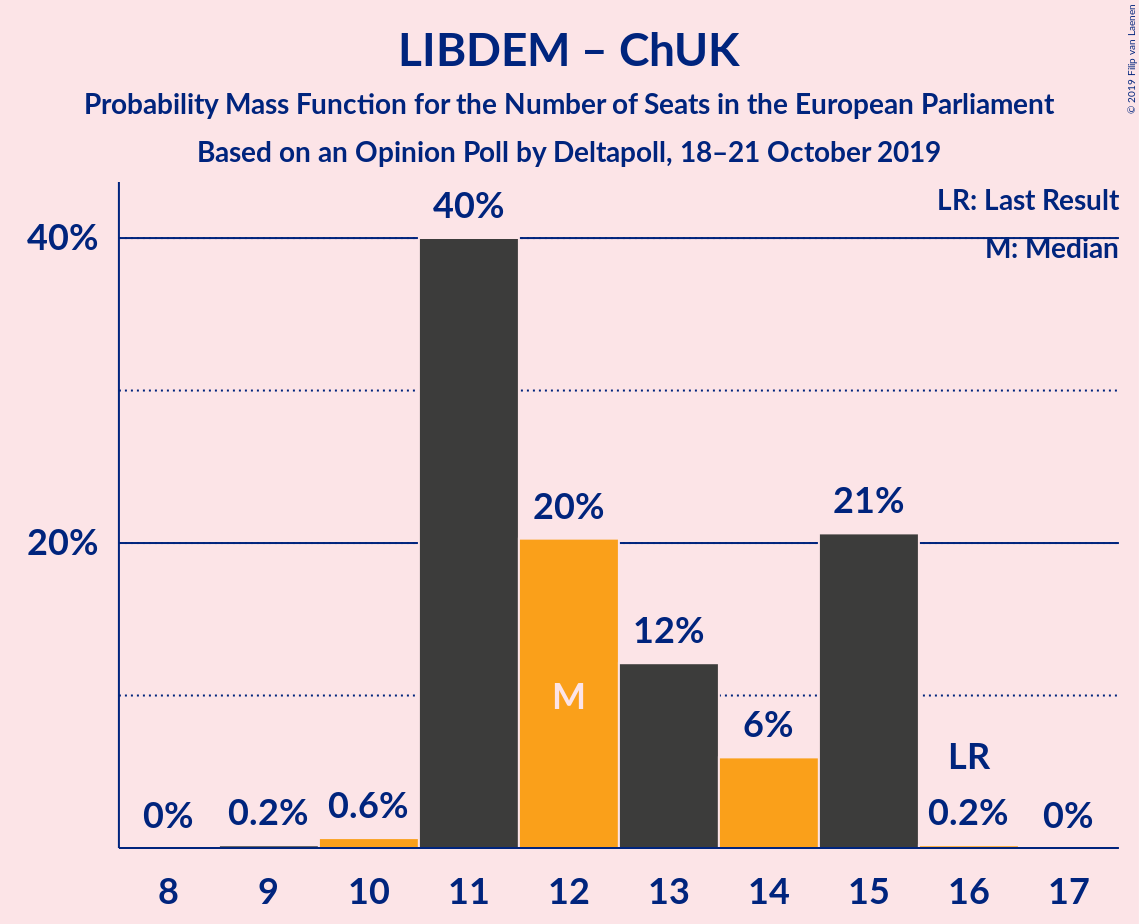 LIBDEM – ChUK
Probability Mass Function for the Number of Seats in the European Parliament
Based on an Opinion Poll by Deltapoll, 18–21 October 2019
© 2019 Filip van Laenen
LR: Last Result
M: Median
40%
20%
0%
0.2%
0.6%
40%
20%
M
12%
6%
21%
LR
0.2%
0%
8
9
10
11
12
13
14
15
16
17